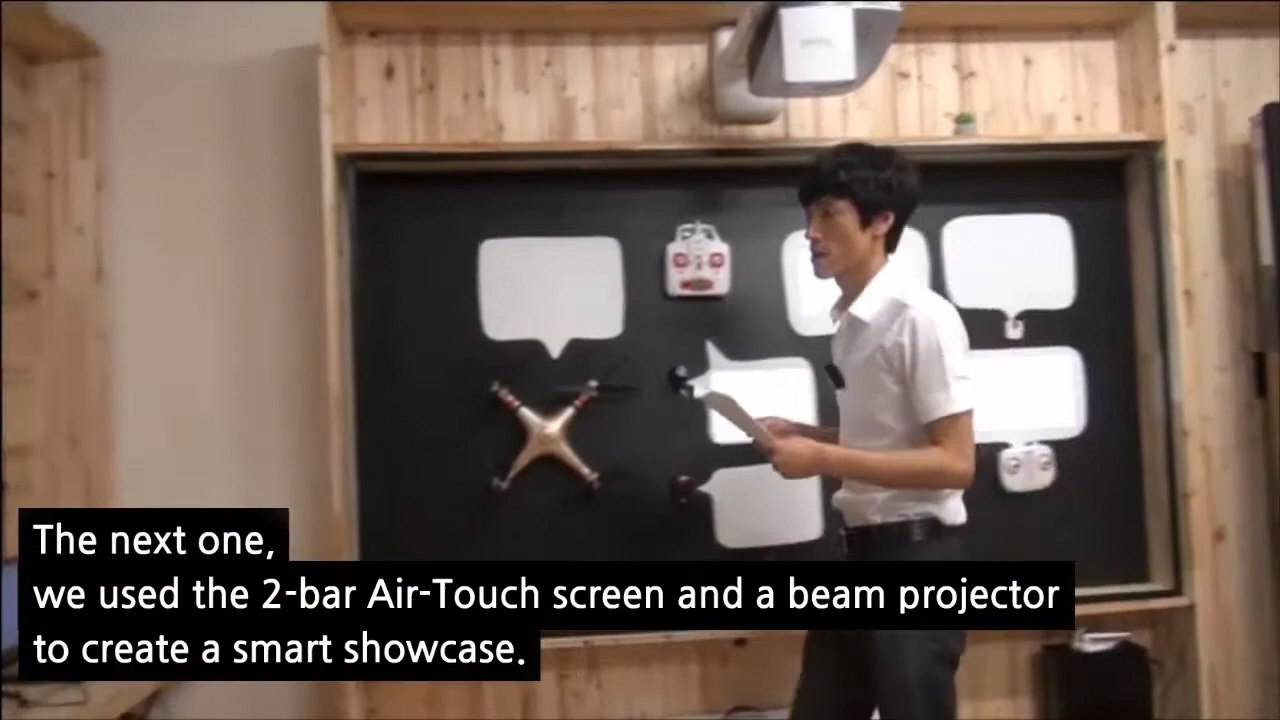 The next one,
we used the 2-bar Air-Touch screen and a beam projector
to create a smart showcase.